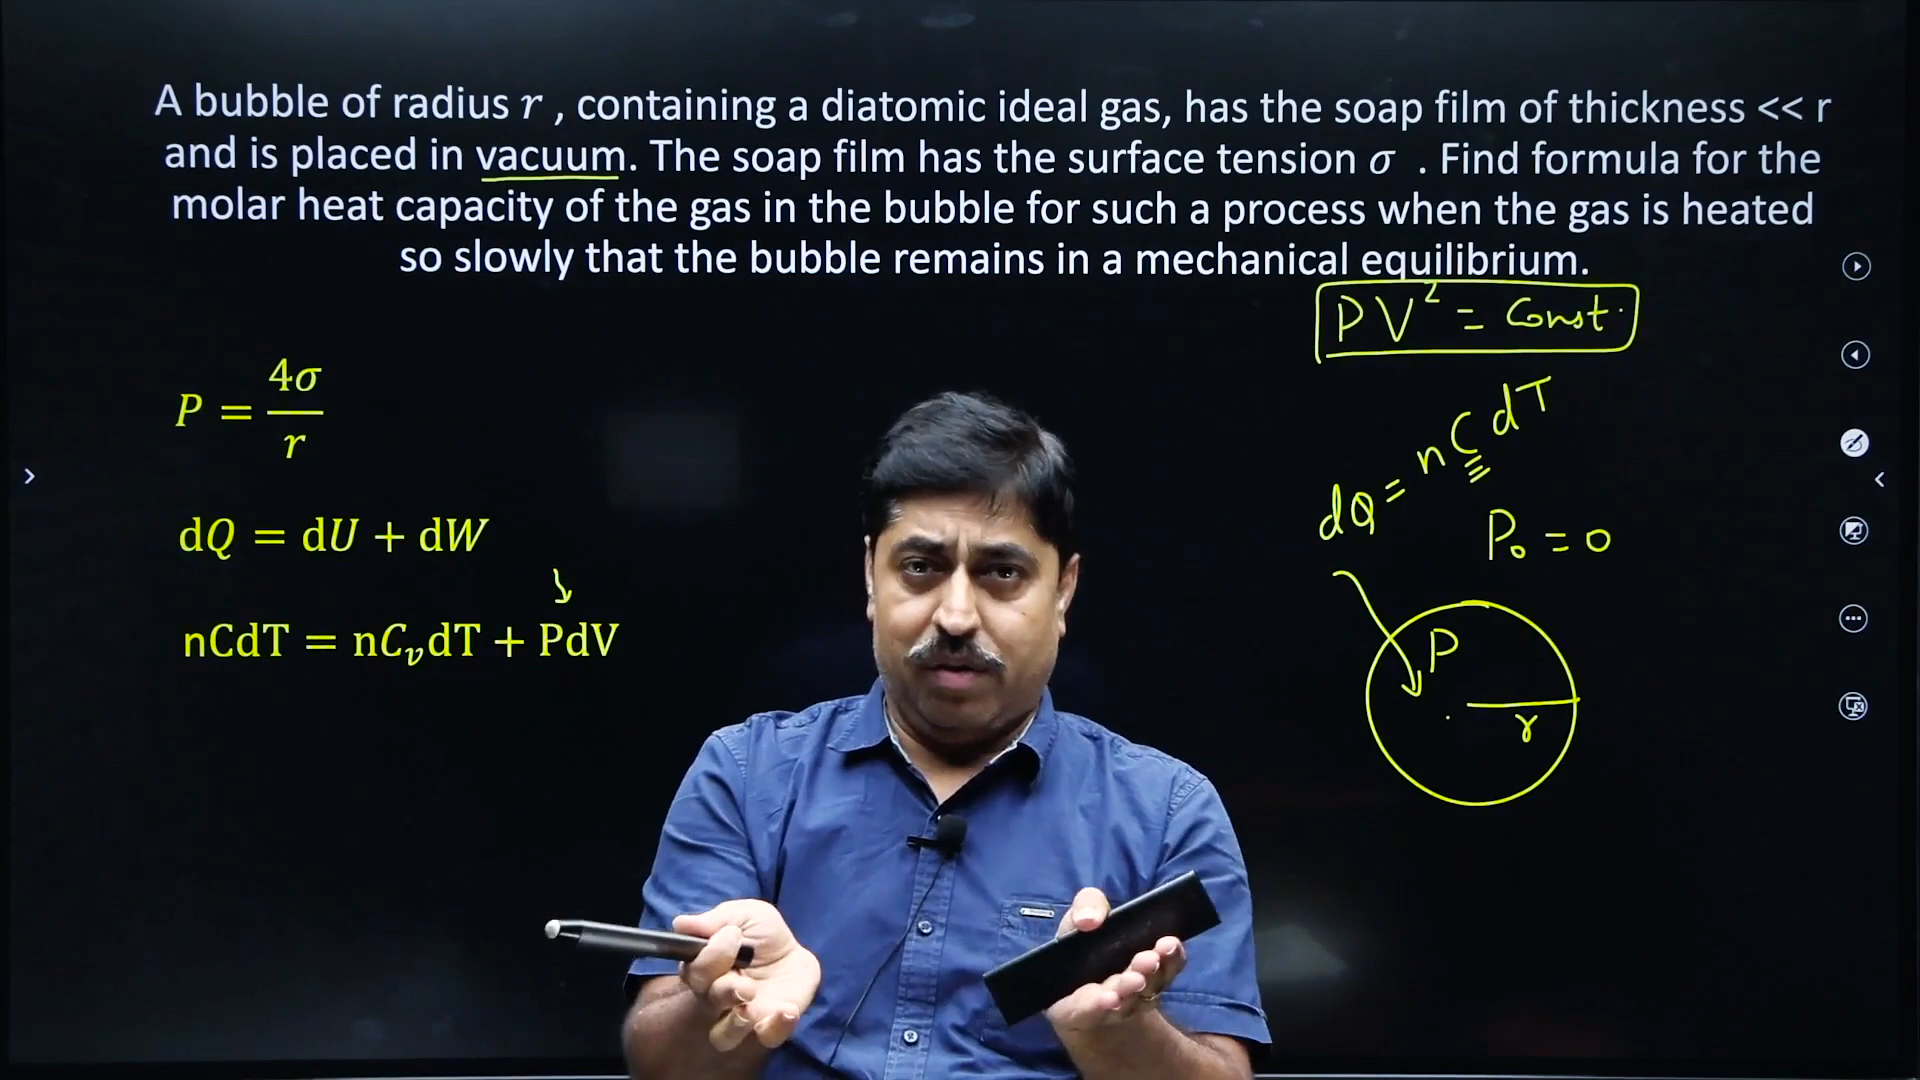 A bubble of radius r , containing a diatomic ideal gas, has the soap film of thickness << r
and is placed in vacuum. The soap film has the surface tension σ . Find formula for the
molar heat capacity of the gas in the bubble for such a process when the gas is heated
so slowly that the bubble remains in a mechanical equilibrium.
PV² = Const.
P = 4σ/r
dQ = nCdT
dQ = dU + dW
P₀ = 0
nCdT = nCᵥdT + PdV
P
r